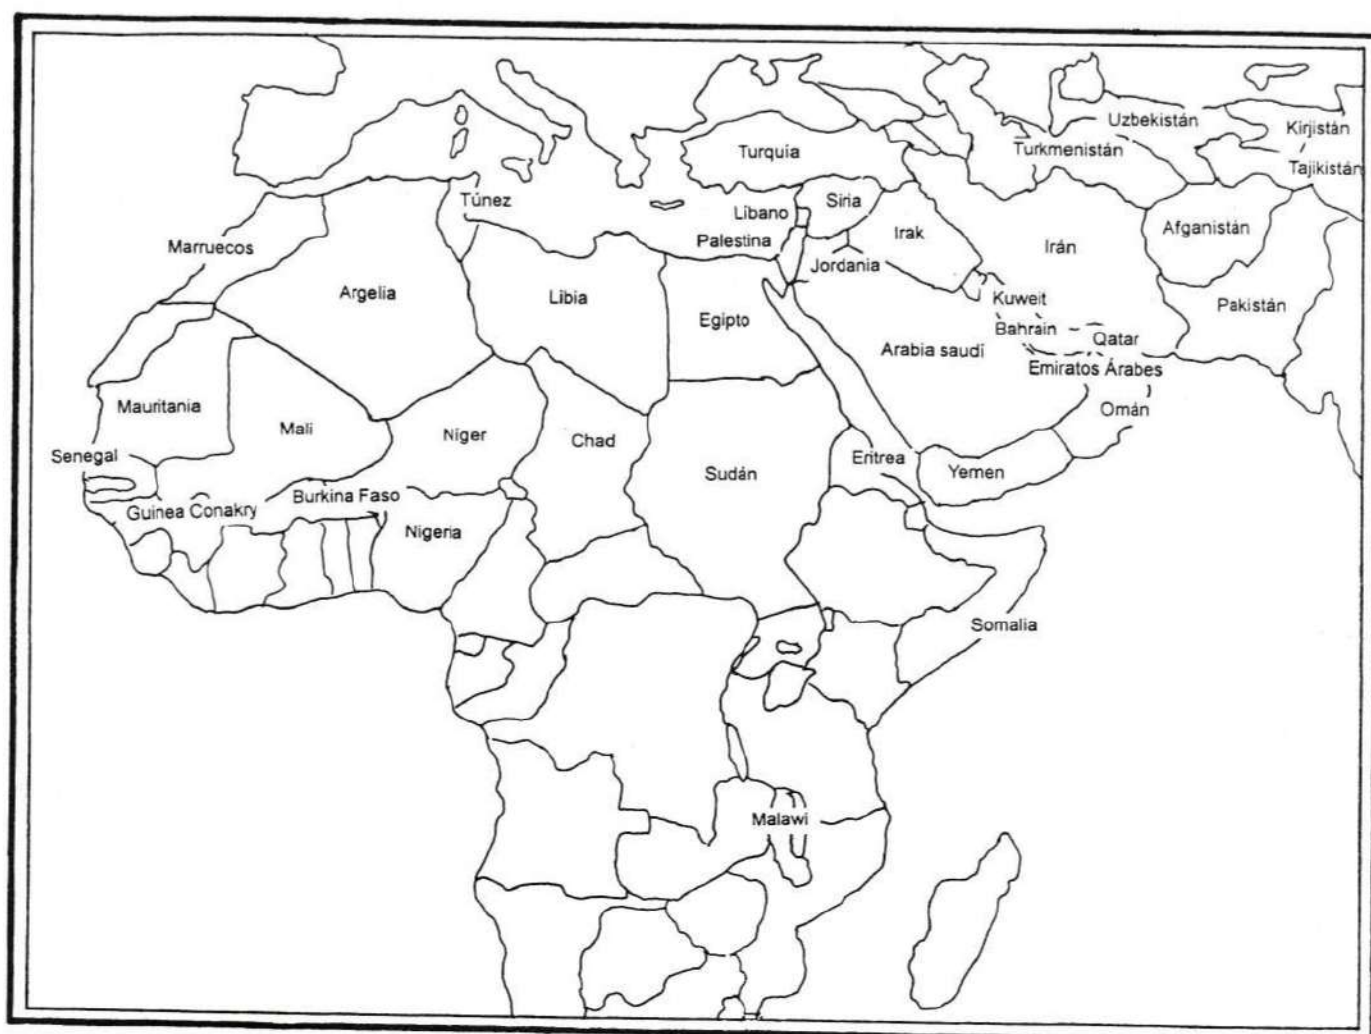 Uzbekistán
Kirjistán
Turkmenistán
Turquía
Tajikistán
Túnez
Líbano
Siria
Marruecos
Palestina
Irak
Irán
Afganistán
Jordania
Argelia
Libia
Egipto
Kuweit
Pakistán
Bahrain
Qatar
Arabia saudí
Emiratos Árabes
Mauritania
Mali
Niger
Chad
Omán
Senegal
Sudán
Eritrea
Yemen
Burkina Faso
Guinea Conakry
Nigeria
Somalia
Malawi